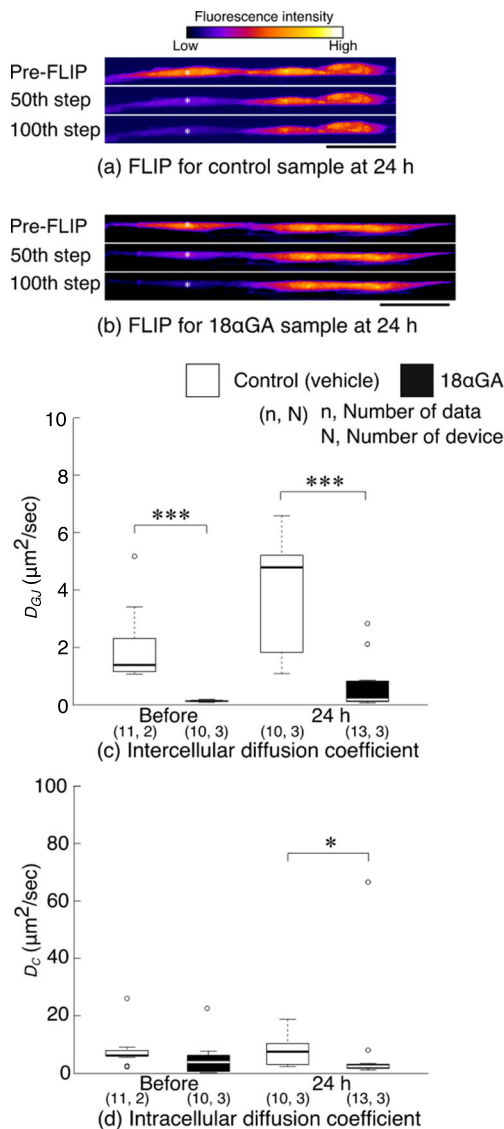 Fluorescence intensity
Low High
Pre-FLIP
50th step
100th step
(a) FLIP for control sample at 24 h
Pre-FLIP
50th step
100th step
(b) FLIP for 18αGA sample at 24 h
Control (vehicle) 18αGA
(n, N) n, Number of data
N, Number of device
10
8
6
4
2
0
D_GJ (μm²/sec)
*** ***
Before 24 h
(11, 2) (10, 3) (10, 3) (13, 3)
(c) Intercellular diffusion coefficient
100
80
60
40
20
0
D_C (μm²/sec)
*
Before 24 h
(11, 2) (10, 3) (10, 3) (13, 3)
(d) Intracellular diffusion coefficient